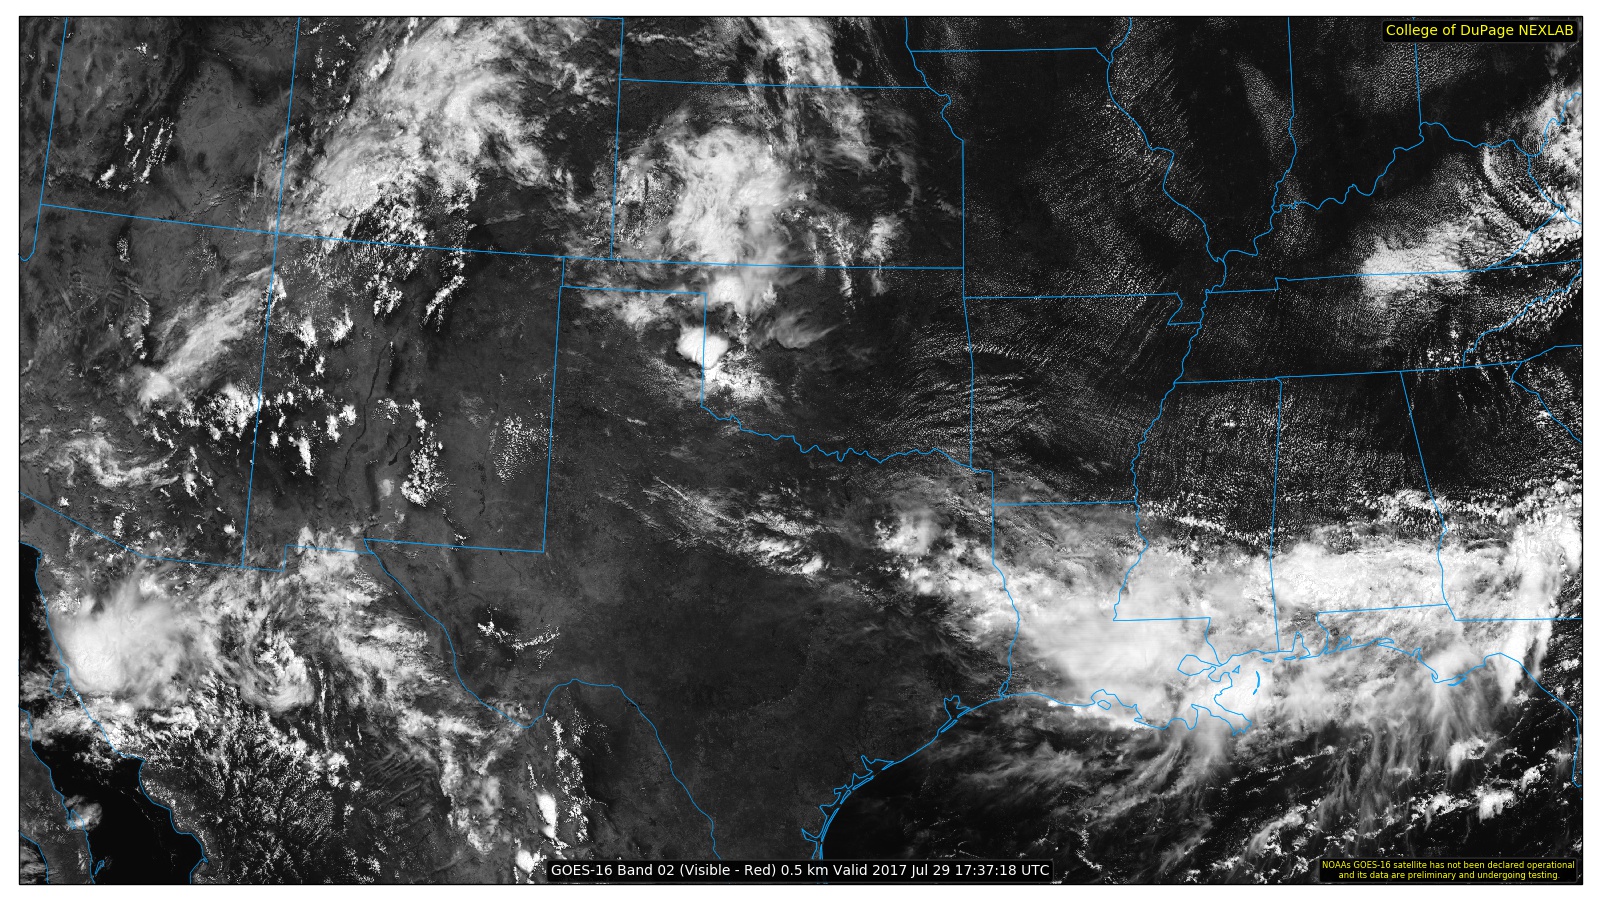 College of DuPage NEXLAB
GOES-16 Band 02 (Visible - Red) 0.5 km Valid 2017 Jul 29 17:37:18 UTC
NOAAs GOES-16 satellite has not been declared operational
and its data are preliminary and undergoing testing.